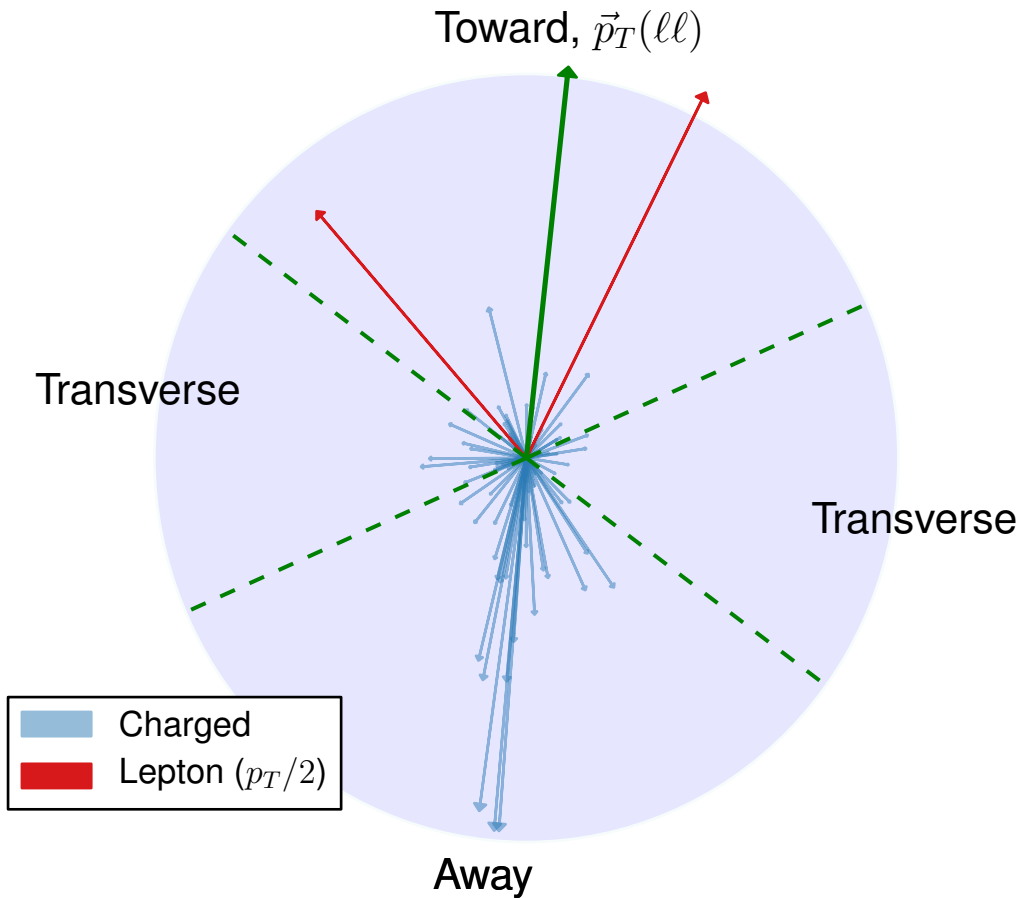 Toward, $\vec{p}_T(\ell\ell)$
Transverse
Transverse
Charged
Lepton ($p_T/2$)
Away